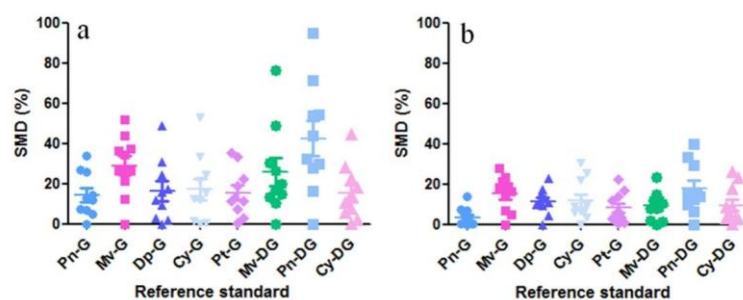 a
SMD (%)
100
80
60
40
20
0
Pn-G Mv-G Dp-G Cy-G Pt-G Mv-DG Pn-DG Cy-DG
Reference standard
b
SMD (%)
100
80
60
40
20
0
Pn-G Mv-G Dp-G Cy-G Pt-G Mv-DG Pn-DG Cy-DG
Reference standard